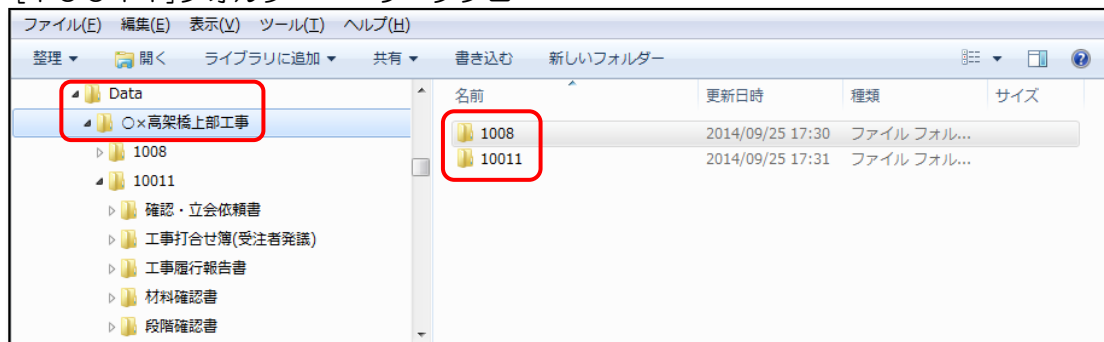 ファイル(F) 編集(E) 表示(V) ツール(T) ヘルプ(H)
整理 開く ライブラリに追加 共有 書き込む 新しいフォルダー
Data
○×高架橋上部工事
1008
10011
確認・立会依頼書
工事打合せ簿(受注者発議)
工事履行報告書
材料確認書
段階確認書
名前 更新日時 種類 サイズ
1008 2014/09/25 17:30 ファイル フォル...
10011 2014/09/25 17:31 ファイル フォル...